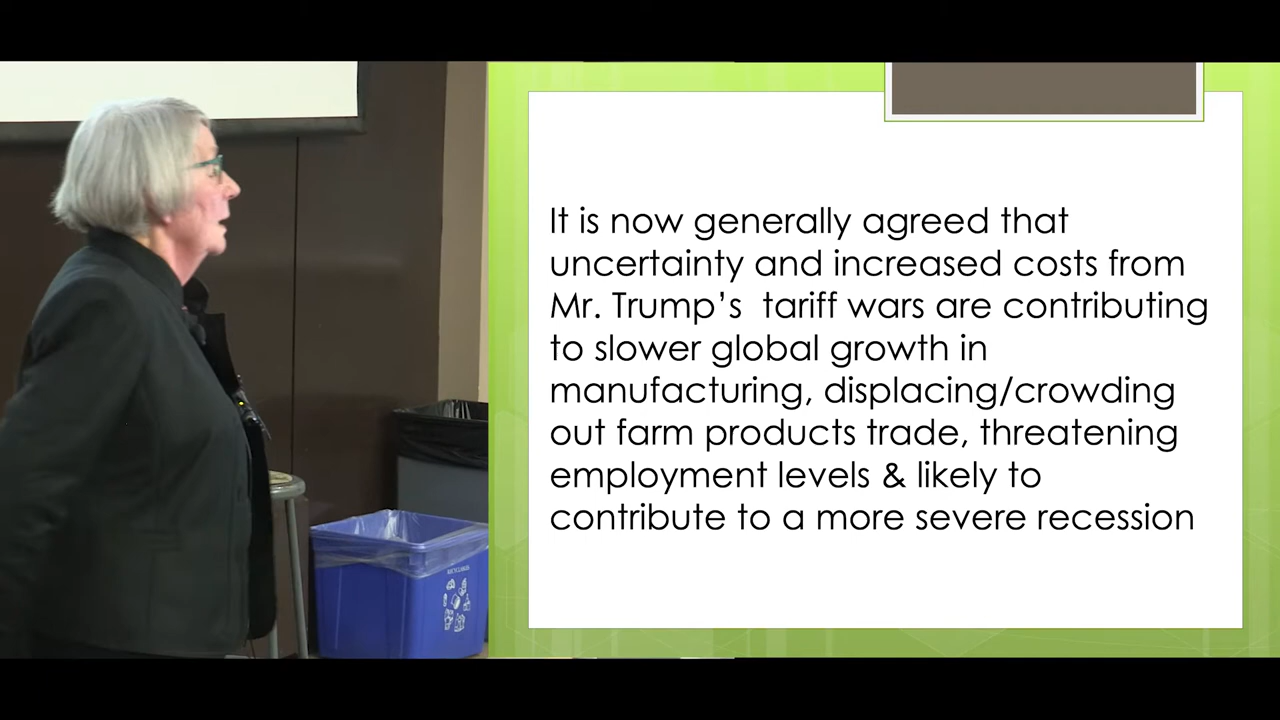 It is now generally agreed that
uncertainty and increased costs from
Mr. Trump’s  tariff wars are contributing
to slower global growth in
manufacturing, displacing/crowding
out farm products trade, threatening
employment levels & likely to
contribute to a more severe recession
RECYCLABLES